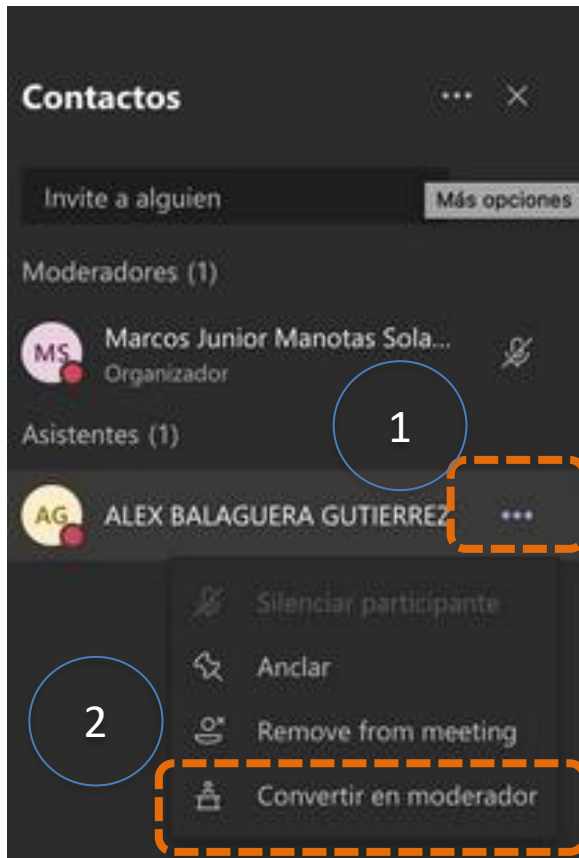 Contactos
Invite a alguien
Más opciones
Moderadores (1)
MS
Marcos Junior Manotas Sola...
Organizador
1
Asistentes (1)
AG
ALEX BALAGUERA GUTIERREZ
Silenciar participante
Anclar
2
Remove from meeting
Convertir en moderador